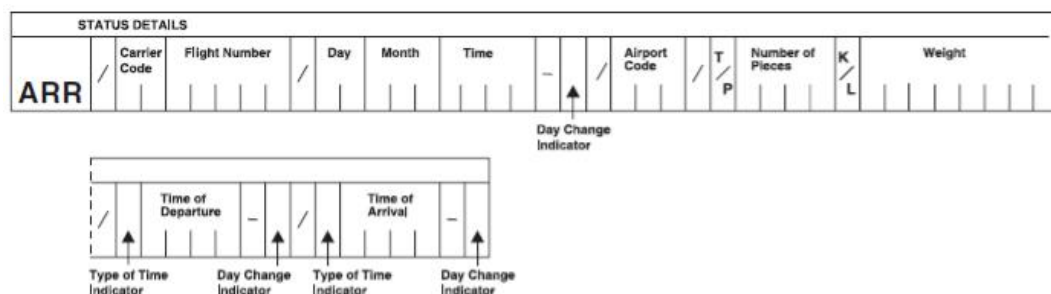 STATUS DETAILS
ARR / Carrier Code Flight Number / Day Month Time – / Airport Code / T/P Number of Pieces K/L Weight
Day Change Indicator
/ Time of Departure – / Time of Arrival –
Type of Time Indicator Day Change Indicator Type of Time Indicator Day Change Indicator